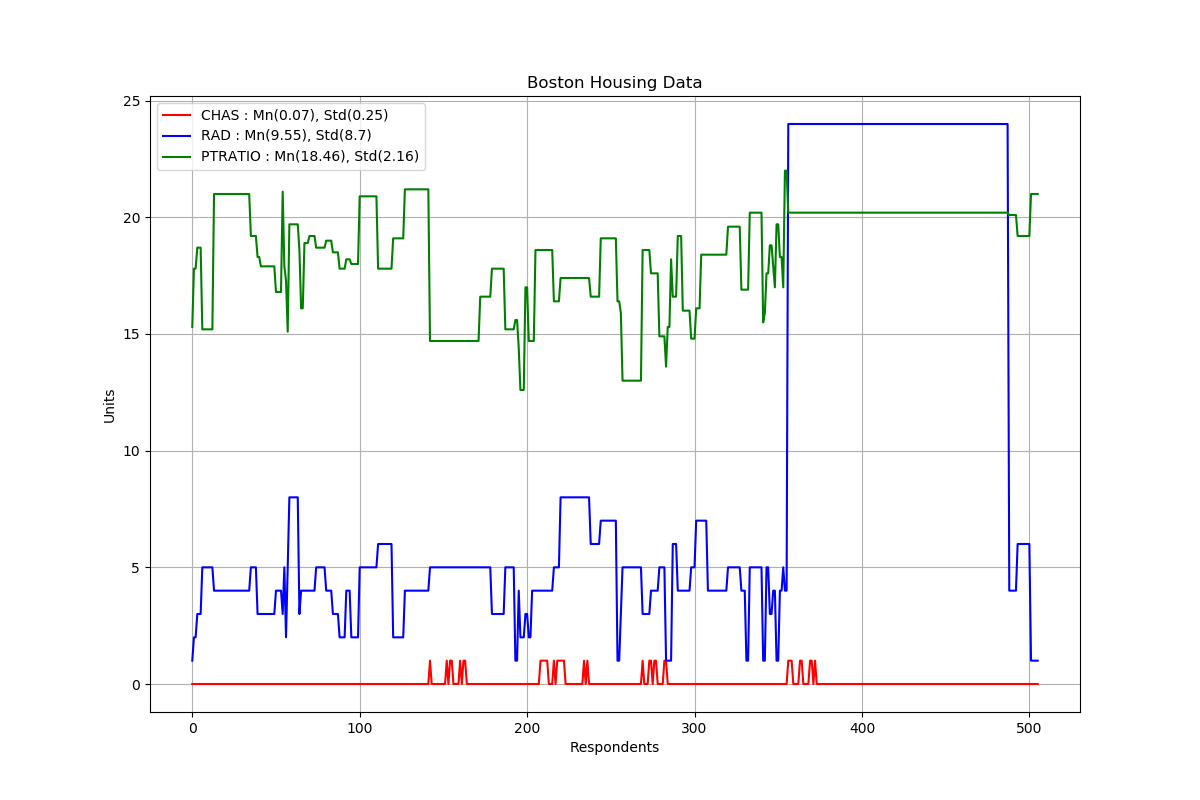 Boston Housing Data
CHAS : Mn(0.07), Std(0.25)
RAD : Mn(9.55), Std(8.7)
PTRATIO : Mn(18.46), Std(2.16)
25
20
15
10
5
0
Units
0 100 200 300 400 500
Respondents